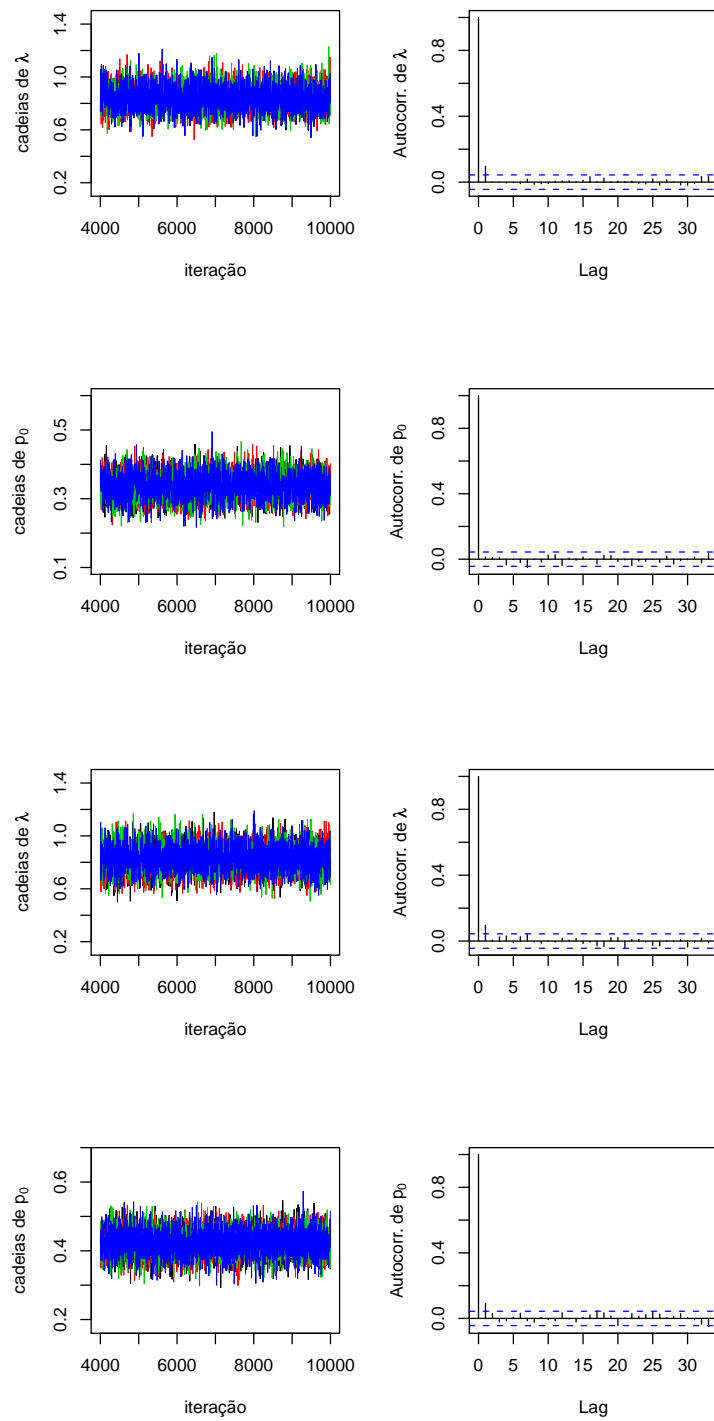 cadeias de λ
0.2 0.6 1.0 1.4
4000 6000 8000 10000
iteração
Autocorr. de λ
0.0 0.4 0.8
0 5 10 15 20 25 30
Lag
cadeias de p0
0.1 0.3 0.5
4000 6000 8000 10000
iteração
Autocorr. de p0
0.0 0.4 0.8
0 5 10 15 20 25 30
Lag
cadeias de λ
0.2 0.6 1.0 1.4
4000 6000 8000 10000
iteração
Autocorr. de λ
0.0 0.4 0.8
0 5 10 15 20 25 30
Lag
cadeias de p0
0.2 0.4 0.6
4000 6000 8000 10000
iteração
Autocorr. de p0
0.0 0.4 0.8
0 5 10 15 20 25 30
Lag